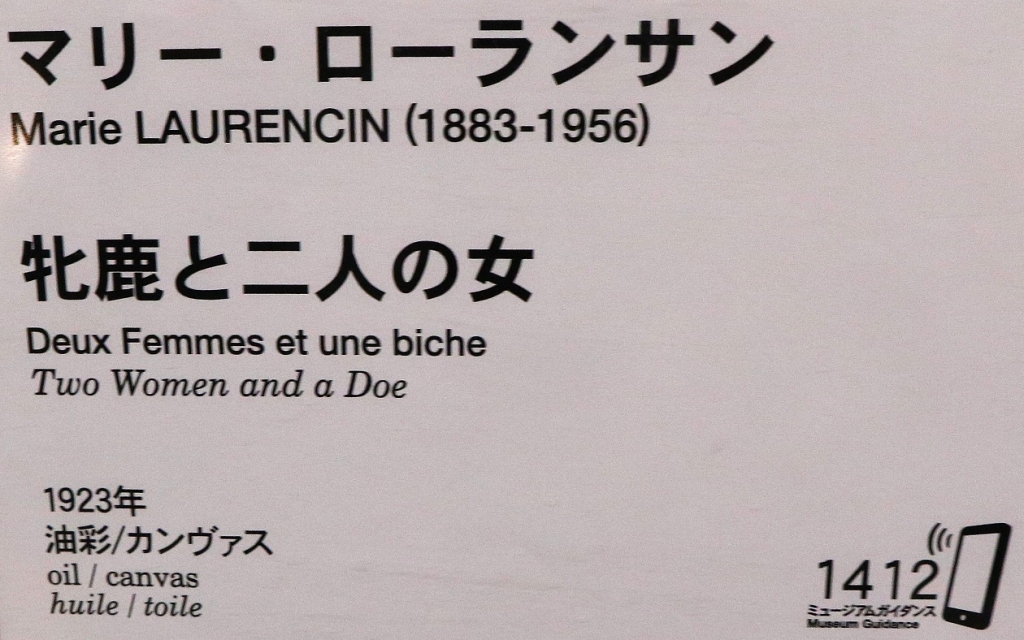 マリー・ローランサン
Marie LAURENCIN (1883-1956)
牝鹿と二人の女
Deux Femmes et une biche
Two Women and a Doe
1923年
油彩/カンヴァス
oil / canvas
huile / toile
1412
ミュージアムガイダンス
Museum Guidance